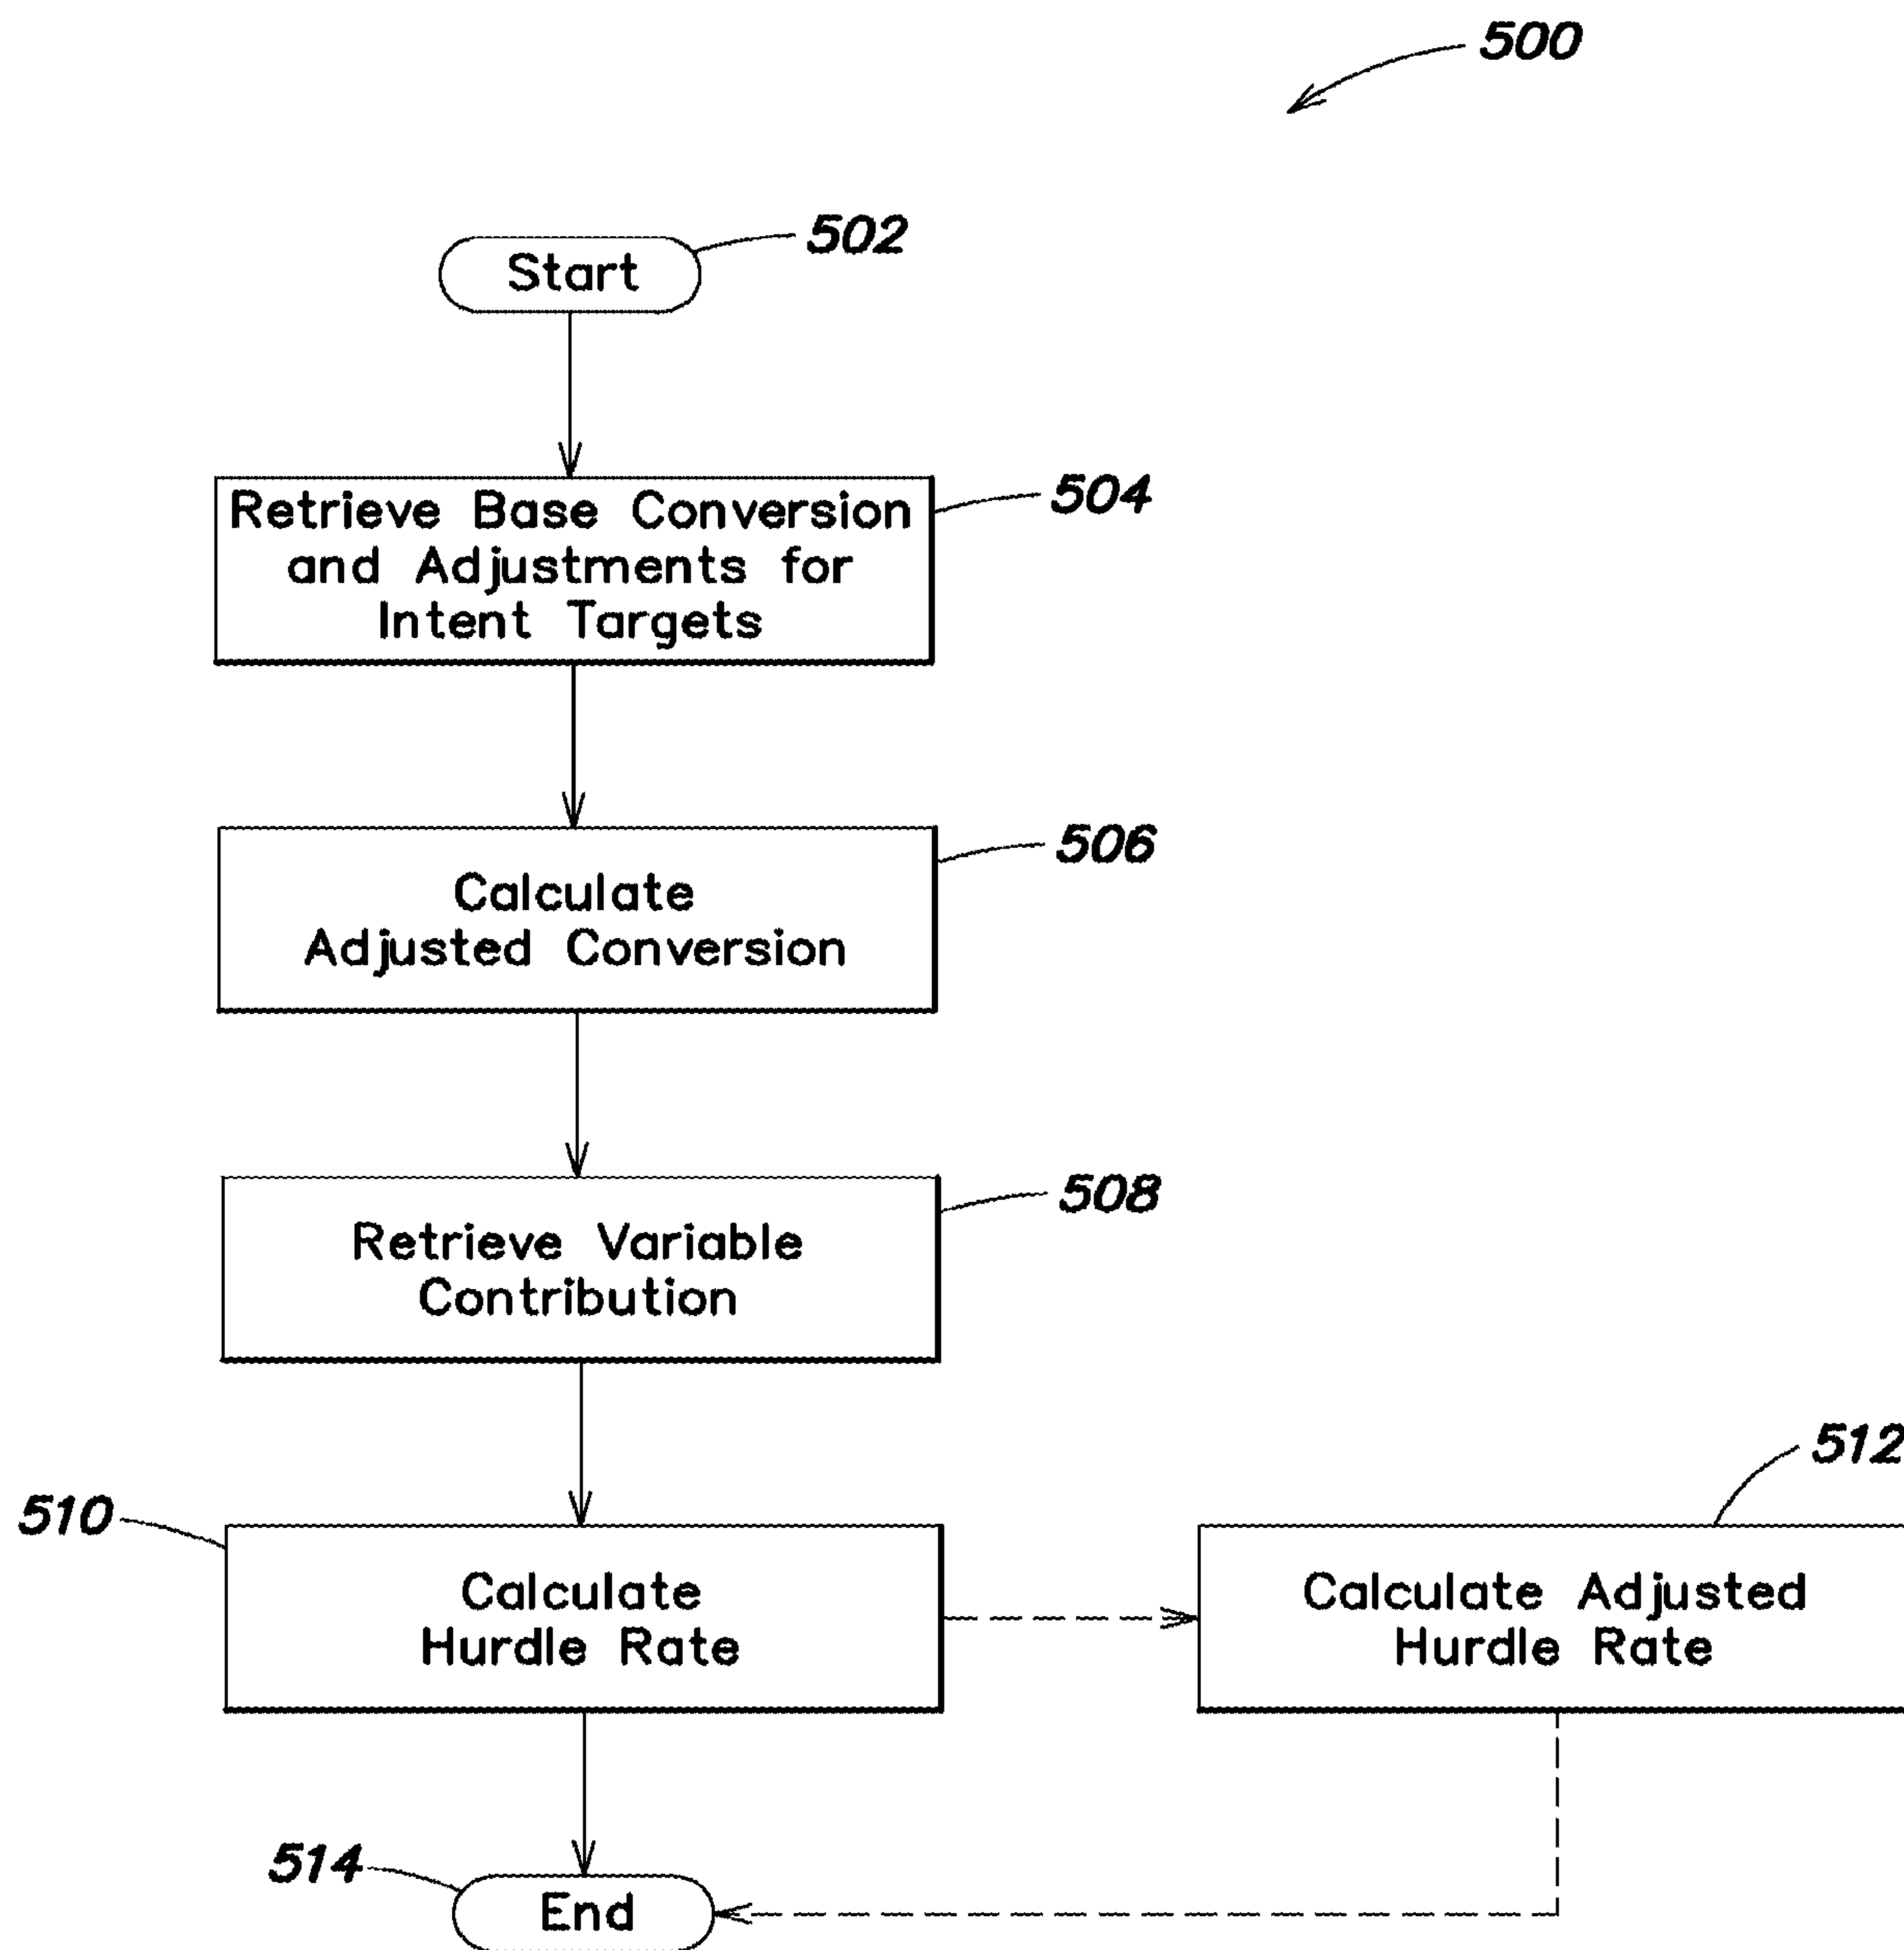 500
502
Start
504
Retrieve Base Conversion
and Adjustments for
Intent Targets
506
Calculate
Adjusted Conversion
508
Retrieve Variable
Contribution
510
Calculate
Hurdle Rate
512
Calculate Adjusted
Hurdle Rate
514
End